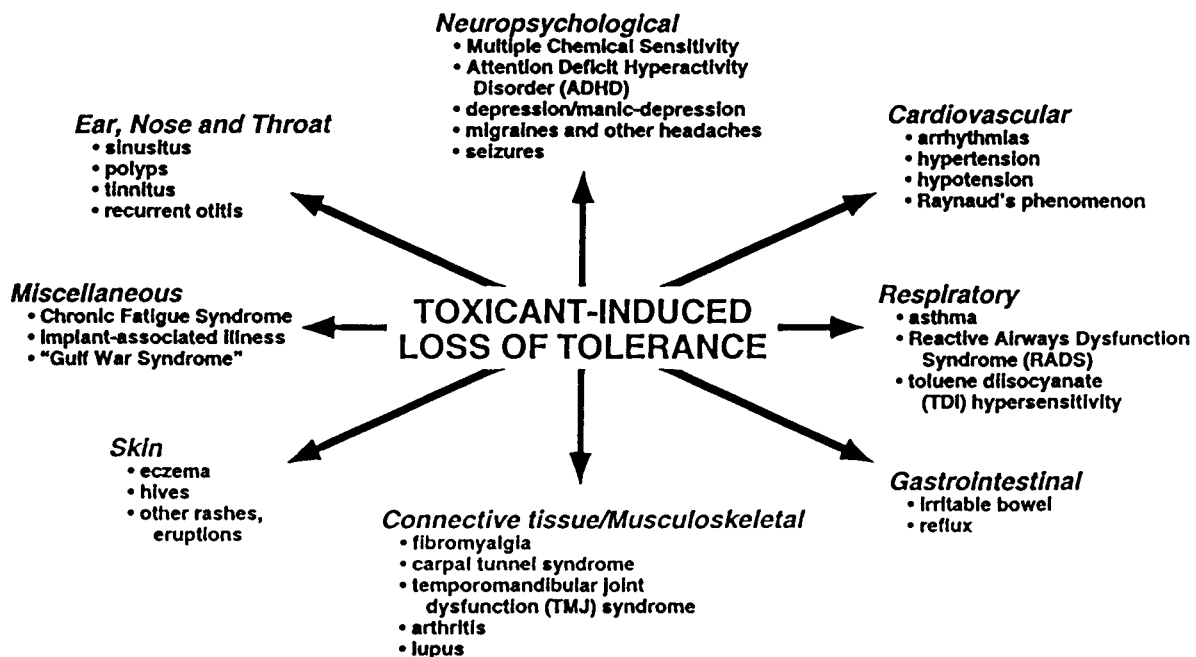 Neuropsychological
• Multiple Chemical Sensitivity
• Attention Deficit Hyperactivity
Disorder (ADHD)
• depression/manic-depression
• migraines and other headaches
• seizures
Ear, Nose and Throat
• sinusitus
• polyps
• tinnitus
• recurrent otitis
Cardiovascular
• arrhythmias
• hypertension
• hypotension
• Raynaud's phenomenon
Miscellaneous
• Chronic Fatigue Syndrome
• Implant-associated illness
• "Gulf War Syndrome"
TOXICANT-INDUCED
LOSS OF TOLERANCE
Respiratory
• asthma
• Reactive Airways Dysfunction
Syndrome (RADS)
• toluene diisocyanate
(TDI) hypersensitivity
Skin
• eczema
• hives
• other rashes,
eruptions
Connective tissue/Musculoskeletal
• fibromyalgia
• carpal tunnel syndrome
• temporomandibular joint
dysfunction (TMJ) syndrome
• arthritis
• lupus
Gastrointestinal
• irritable bowel
• reflux